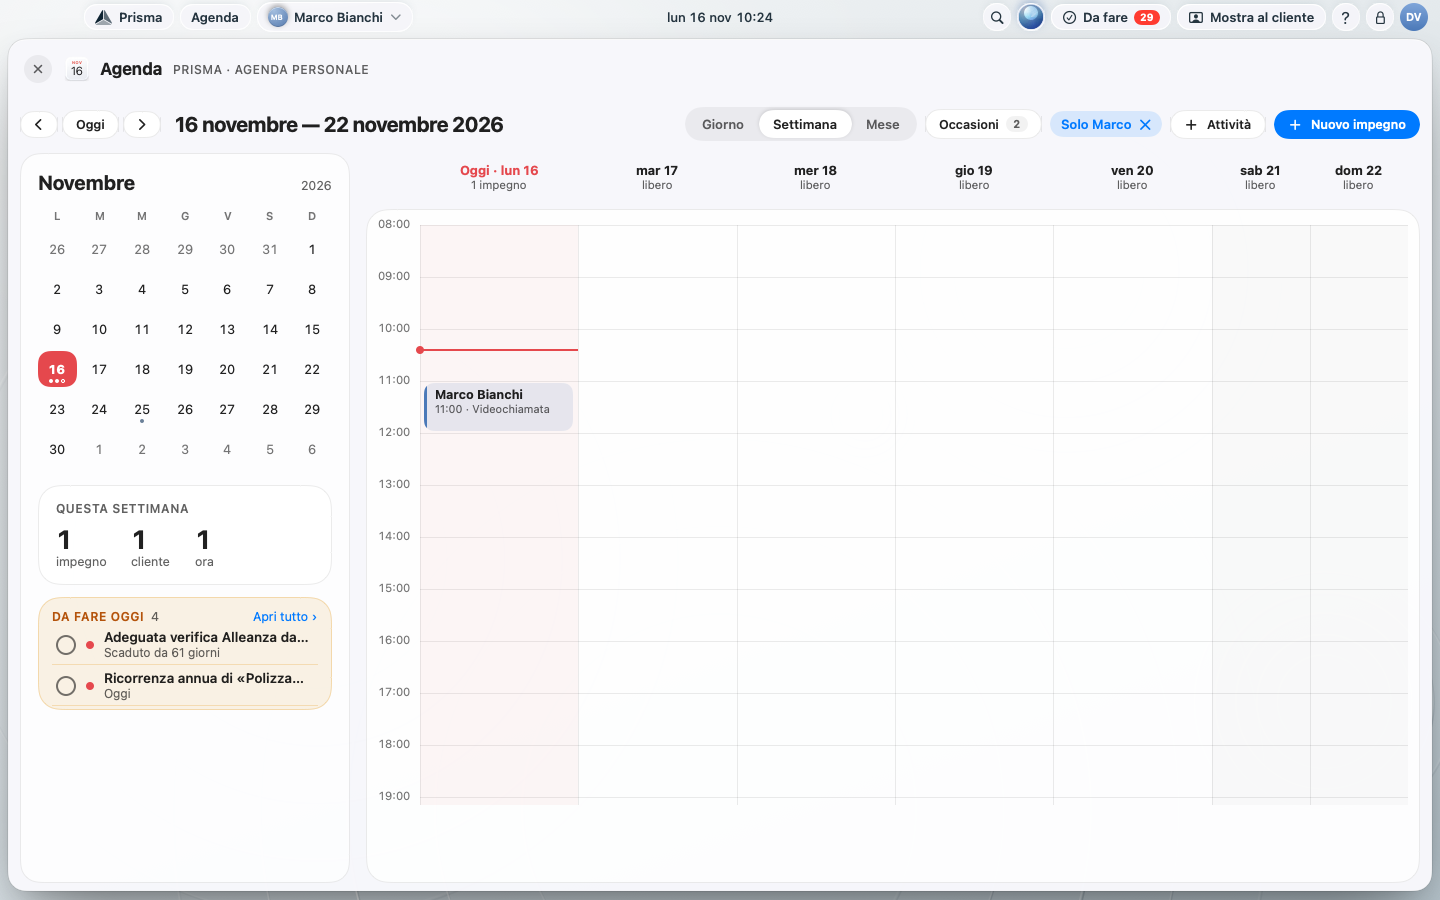 Prisma
Agenda
MB Marco Bianchi
lun 16 nov 10:24
Da fare 29
Mostra al cliente
?
DV
NOV
16
Agenda PRISMA · AGENDA PERSONALE
Oggi
16 novembre — 22 novembre 2026
Giorno Settimana Mese
Occasioni 2
Solo Marco
Attività
Nuovo impegno
Novembre 2026
L M M G V S D
26 27 28 29 30 31 1
2 3 4 5 6 7 8
9 10 11 12 13 14 15
16 17 18 19 20 21 22
23 24 25 26 27 28 29
30 1 2 3 4 5 6
QUESTA SETTIMANA
1 1 1
impegno cliente ora
DA FARE OGGI 4 Apri tutto ›
Adeguata verifica Alleanza da...
Scaduto da 61 giorni
Ricorrenza annua di «Polizza...
Oggi
Oggi · lun 16 mar 17 mer 18 gio 19 ven 20 sab 21 dom 22
1 impegno libero libero libero libero libero libero
08:00
09:00
10:00
11:00
Marco Bianchi
11:00 · Videochiamata
12:00
13:00
14:00
15:00
16:00
17:00
18:00
19:00